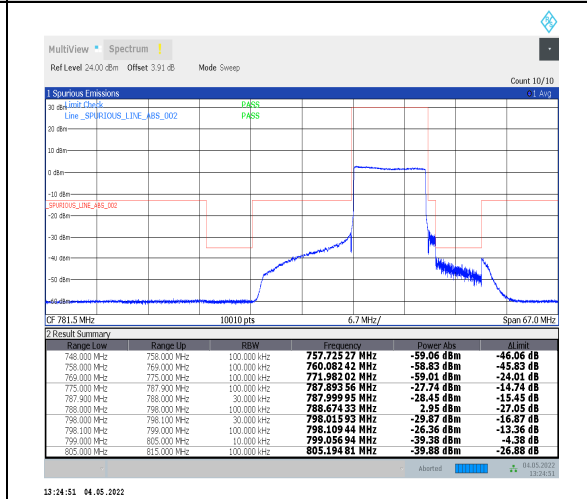 MultiView Spectrum
Ref Level 24.00 dBm Offset 3.91 dB Mode Sweep
Count 10/10
1 Spurious Emissions 1 Avg
30 dBm Limit Check PASS
Line _SPURIOUS_LINE_ABS_002 PASS
20 dBm
10 dBm
0 dBm
-10 dBm
_SPURIOUS_LINE_ABS_002
-20 dBm
-30 dBm
-40 dBm
-50 dBm
-60 dBm
CF 781.5 MHz 10010 pts 6.7 MHz/ Span 67.0 MHz
2 Result Summary
Range Low Range Up RBW Frequency Power Abs ΔLimit
748.000 MHz 758.000 MHz 100.000 kHz 757.725 27 MHz -59.06 dBm -46.06 dB
758.000 MHz 769.000 MHz 100.000 kHz 760.082 42 MHz -58.83 dBm -45.83 dB
769.000 MHz 775.000 MHz 100.000 kHz 771.982 02 MHz -59.01 dBm -24.01 dB
775.000 MHz 787.900 MHz 100.000 kHz 787.893 56 MHz -27.74 dBm -14.74 dB
787.900 MHz 788.000 MHz 30.000 kHz 787.999 95 MHz -28.45 dBm -15.45 dB
788.000 MHz 798.000 MHz 100.000 kHz 788.674 33 MHz 2.95 dBm -27.05 dB
798.000 MHz 798.100 MHz 30.000 kHz 798.015 93 MHz -29.87 dBm -16.87 dB
798.100 MHz 799.000 MHz 100.000 kHz 798.109 44 MHz -26.36 dBm -13.36 dB
799.000 MHz 805.000 MHz 10.000 kHz 799.056 94 MHz -39.38 dBm -4.38 dB
805.000 MHz 815.000 MHz 100.000 kHz 805.194 81 MHz -39.88 dBm -26.88 dB
Aborted 04.05.2022
13:24:51
13:24:51 04.05.2022